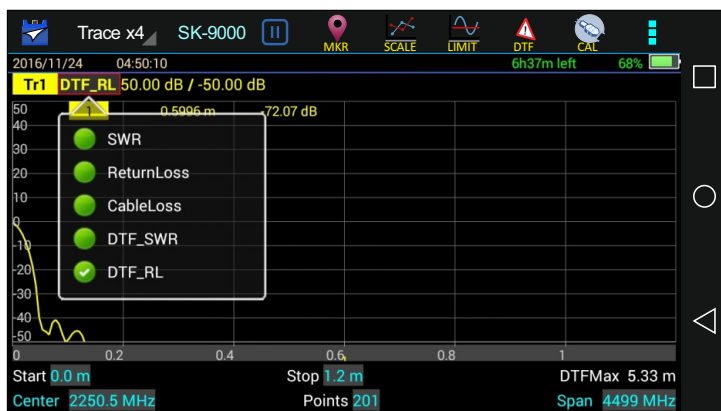 Trace x4 SK-9000 MKR SCALE LIMIT DTF CAL
2016/11/24 04:50:10 6h37m left 68%
Tr1 DTF_RL 50.00 dB / -50.00 dB
50 1 0.5996 m -72.07 dB
40
30 SWR
20 ReturnLoss
10 CableLoss
0 DTF_SWR
-10
-20 DTF_RL
-30
-40
-50
0 0.2 0.4 0.6 0.8 1
Start 0.0 m Stop 1.2 m DTFMax 5.33 m
Center 2250.5 MHz Points 201 Span 4499 MHz